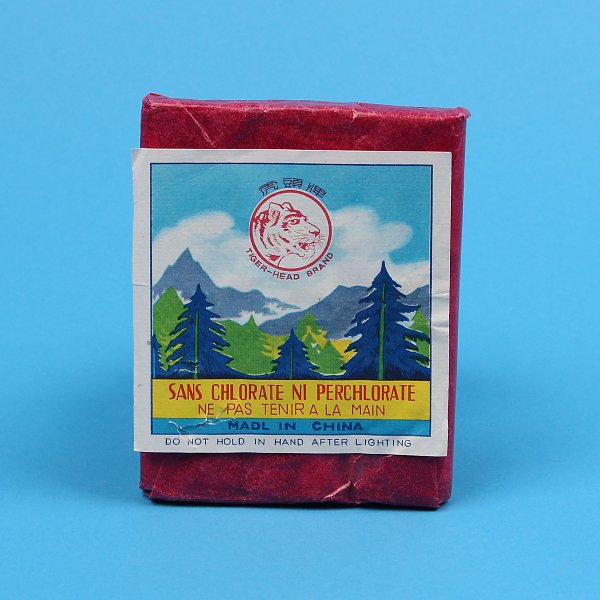 虎頭牌
TIGER-HEAD BRAND
SANS CHLORATE NI PERCHLORATE
NE PAS TENIR A LA MAIN
MADE IN CHINA
DO NOT HOLD IN HAND AFTER LIGHTING